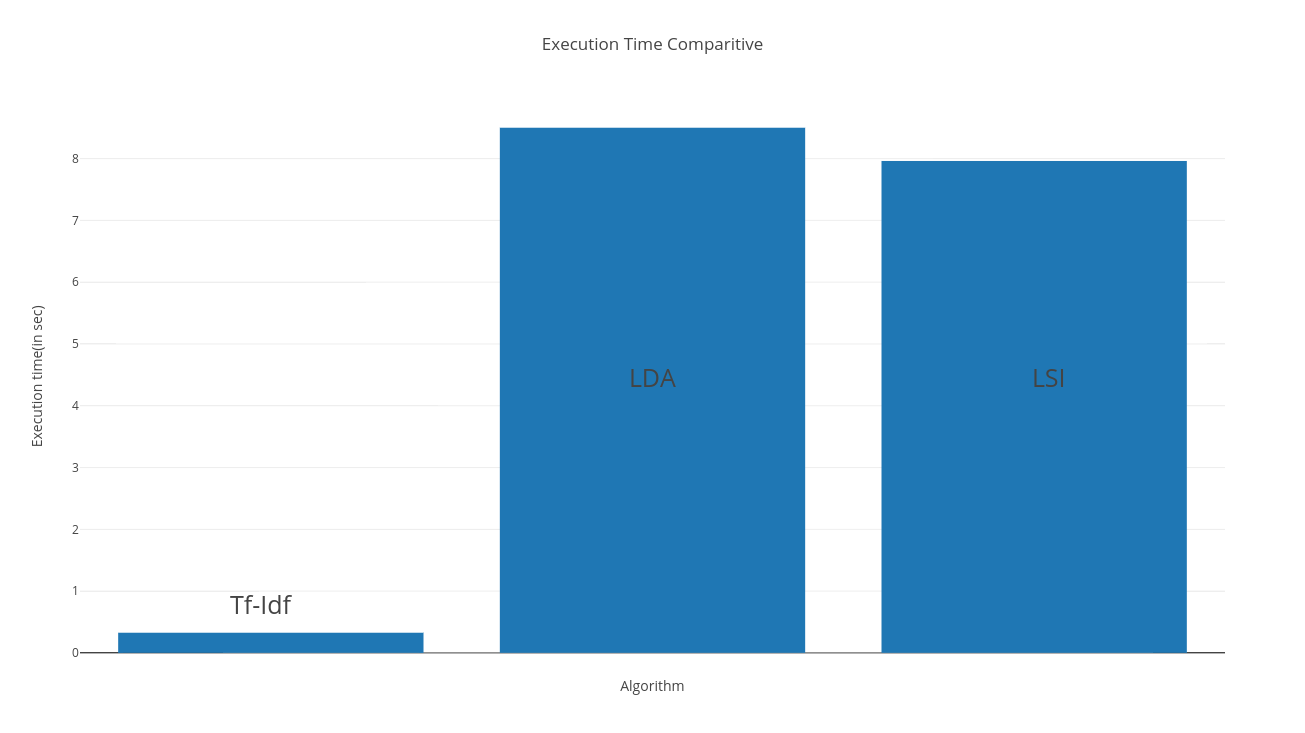 Execution Time Comparitive
Execution time(in sec)
8
7
6
5
4
3
2
1
0
Tf-Idf
LDA
LSI
Algorithm